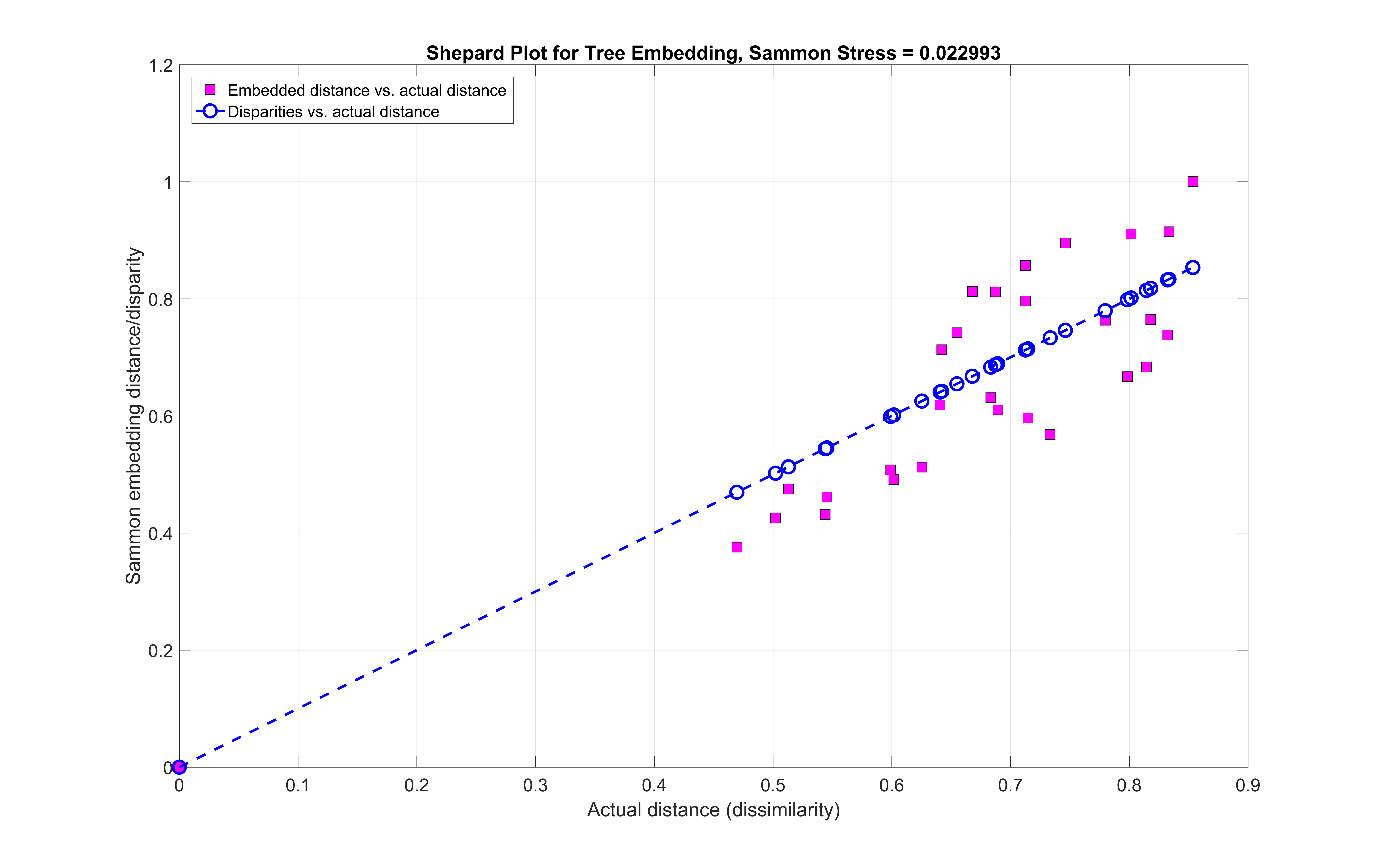 Shepard Plot for Tree Embedding, Sammon Stress = 0.022993
Embedded distance vs. actual distance
Disparities vs. actual distance
Sammon embedding distance/disparity
1.2
1
0.8
0.6
0.4
0.2
0
0 0.1 0.2 0.3 0.4 0.5 0.6 0.7 0.8 0.9
Actual distance (dissimilarity)